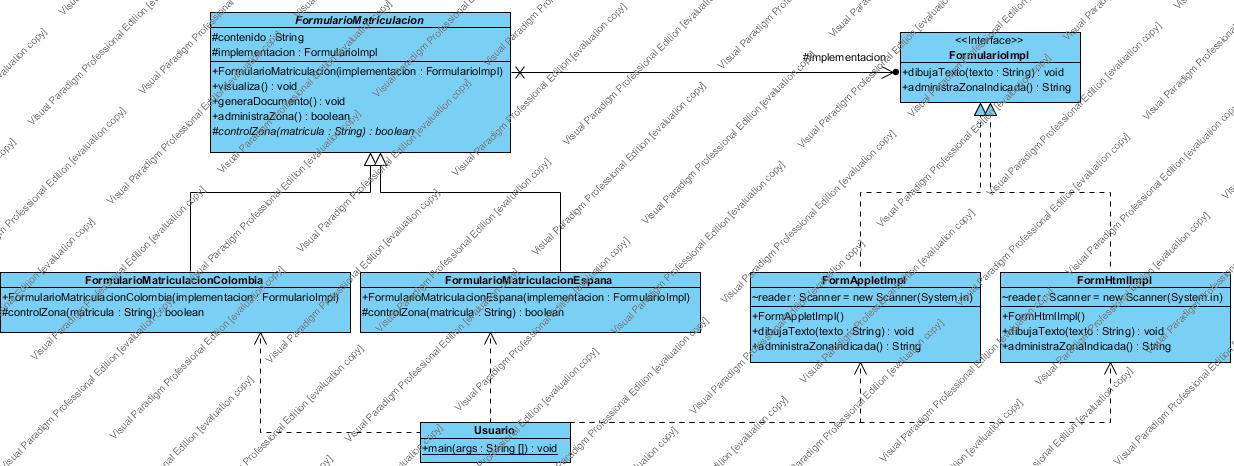 FormularioMatriculacion
#contenido : String
#implementacion : FormularioImpl
+FormularioMatriculacion(implementacion : FormularioImpl)
+visualiza() : void
+generaDocumento() : void
+administraZona() : boolean
#controlZona(matricula : String) : boolean
#implementacion
<<Interface>>
FormularioImpl
+dibujaTexto(texto : String) : void
+administraZonaIndicada() : String
FormularioMatriculacionColombia
+FormularioMatriculacionColombia(implementacion : FormularioImpl)
#controlZona(matricula : String) : boolean
FormularioMatriculacionEspana
+FormularioMatriculacionEspana(implementacion : FormularioImpl)
#controlZona(matricula : String) : boolean
FormAppletImpl
~reader : Scanner = new Scanner(System.in)
+FormAppletImpl()
+dibujaTexto(texto : String) : void
+administraZonaIndicada() : String
FormHtmlImpl
~reader : Scanner = new Scanner(System.in)
+FormHtmlImpl()
+dibujaTexto(texto : String) : void
+administraZonaIndicada() : String
Usuario
+main(args : String []) : void
Visual Paradigm Professional Edition [evaluation copy]